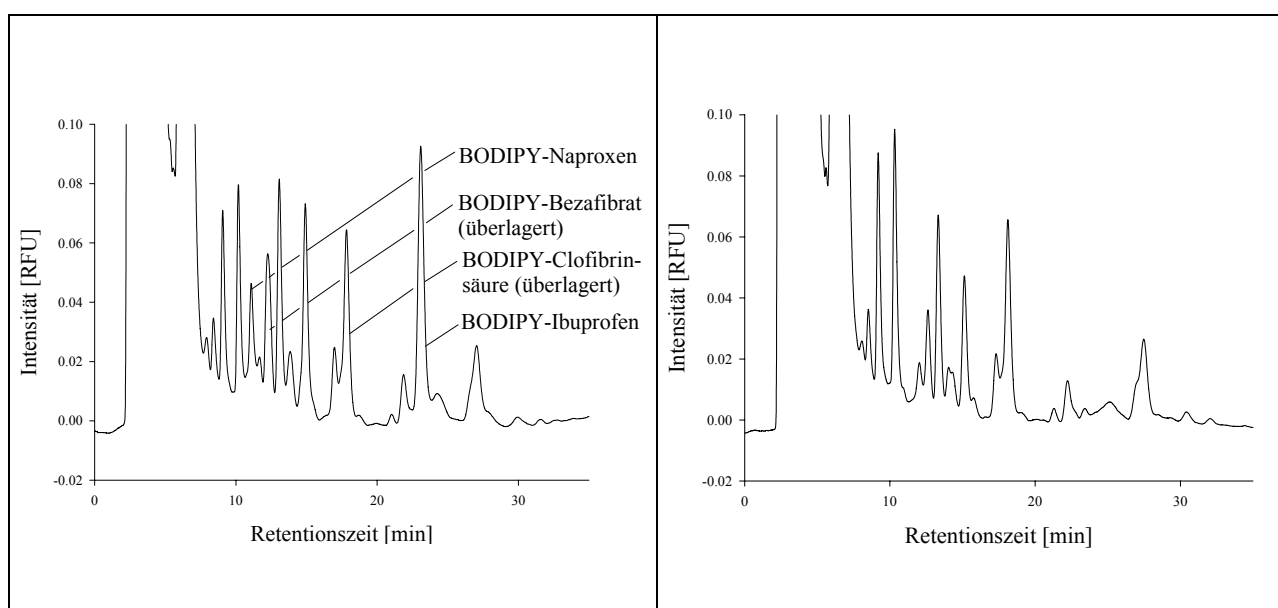 0.10
0.08
0.06
0.04
0.02
0.00
-0.02
Intensität [RFU]
0
10
20
30
Retentionszeit [min]
BODIPY-Naproxen
BODIPY-Bezafibrat
(überlagert)
BODIPY-Clofibrin-
säure (überlagert)
BODIPY-Ibuprofen
0.10
0.08
0.06
0.04
0.02
0.00
-0.02
Intensität [RFU]
0
10
20
30
Retentionszeit [min]